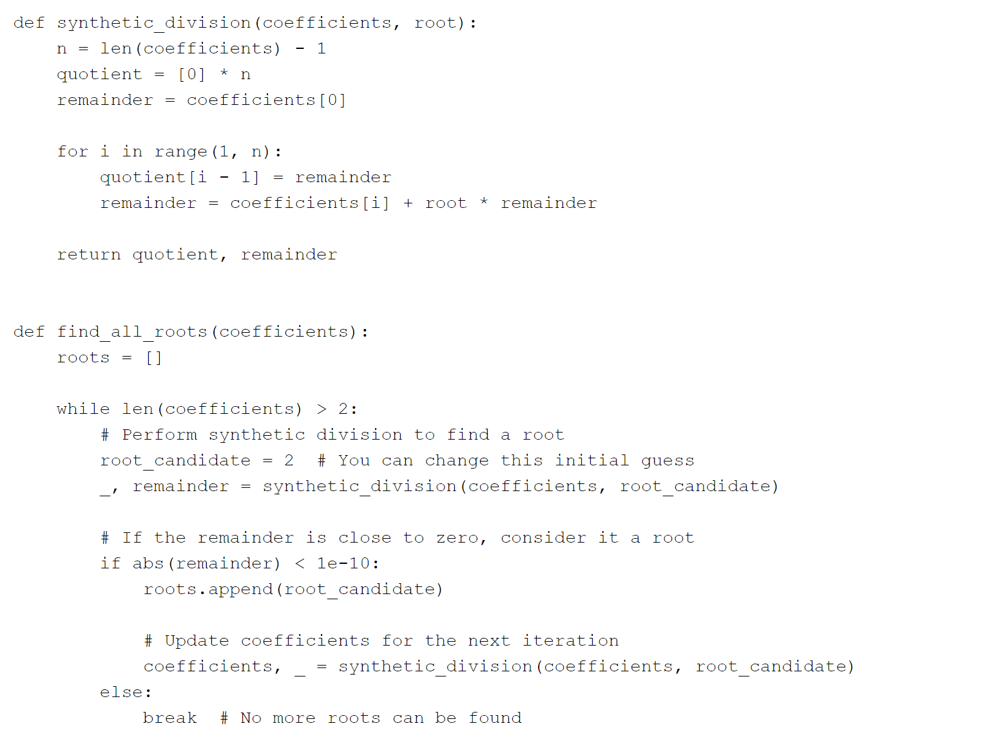 def synthetic_division(coefficients, root):
    n = len(coefficients) - 1
    quotient = [0] * n
    remainder = coefficients[0]
    for i in range(1, n):
        quotient[i - 1] = remainder
        remainder = coefficients[i] + root * remainder
    return quotient, remainder
def find_all_roots(coefficients):
    roots = []
    while len(coefficients) > 2:
        # Perform synthetic division to find a root
        root_candidate = 2  # You can change this initial guess
        _, remainder = synthetic_division(coefficients, root_candidate)
        # If the remainder is close to zero, consider it a root
        if abs(remainder) < 1e-10:
            roots.append(root_candidate)
            # Update coefficients for the next iteration
            coefficients, _ = synthetic_division(coefficients, root_candidate)
        else:
            break  # No more roots can be found